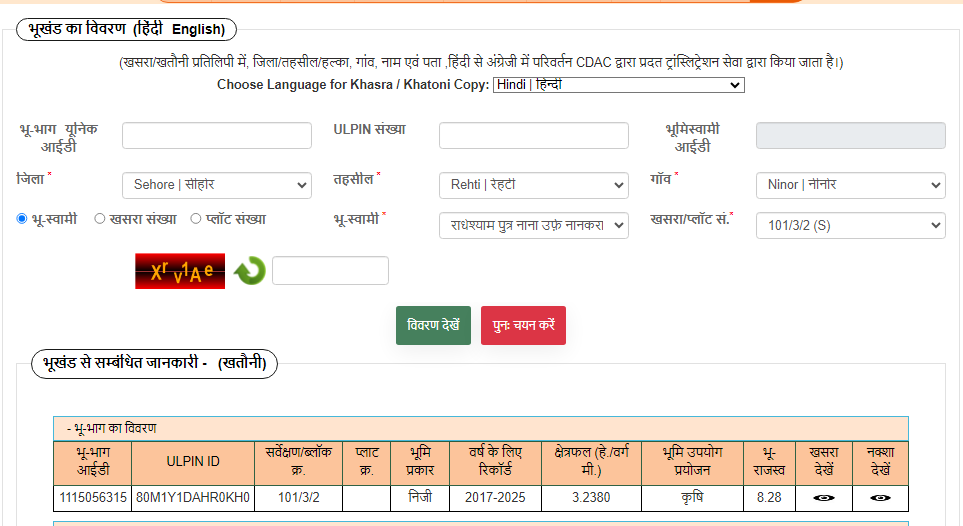 भूखंड का विवरण (हिंदी English)
(खसरा/खतौनी प्रतिलिपी में, जिला/तहसील/हल्का, गांव, नाम एवं पता ,हिंदी से अंग्रेजी में परिवर्तन CDAC द्वारा प्रदत ट्रांस्लिट्रेशन सेवा द्वारा किया जाता है।)
Choose Language for Khasra / Khatoni Copy: Hindi | हिन्दी
भू-भाग यूनिक आईडी ULPIN संख्या भूमिस्वामी आईडी
जिला * Sehore | सीहोर तहसील * Rehti | रेहटी गाँव * Ninor | नीनोर
भू-स्वामी खसरा संख्या प्लॉट संख्या भू-स्वामी * राधेश्याम पुत्र नाना उर्फ़ नानकरा खसरा/प्लॉट सं.* 101/3/2 (S)
Xrv1Ae
विवरण देखें पुनः चयन करें
भूखंड से सम्बंधित जानकारी - (खतौनी)
- भू-भाग का विवरण
भू-भाग आईडी ULPIN ID सर्वेक्षण/ब्लॉक क्र. प्लाट क्र. भूमि प्रकार वर्ष के लिए रिकॉर्ड क्षेत्रफल (हे./वर्ग मी.) भूमि उपयोग प्रयोजन भू-राजस्व खसरा देखें नक्शा देखें
1115056315 80M1Y1DAHR0KH0 101/3/2 निजी 2017-2025 3.2380 कृषि 8.28